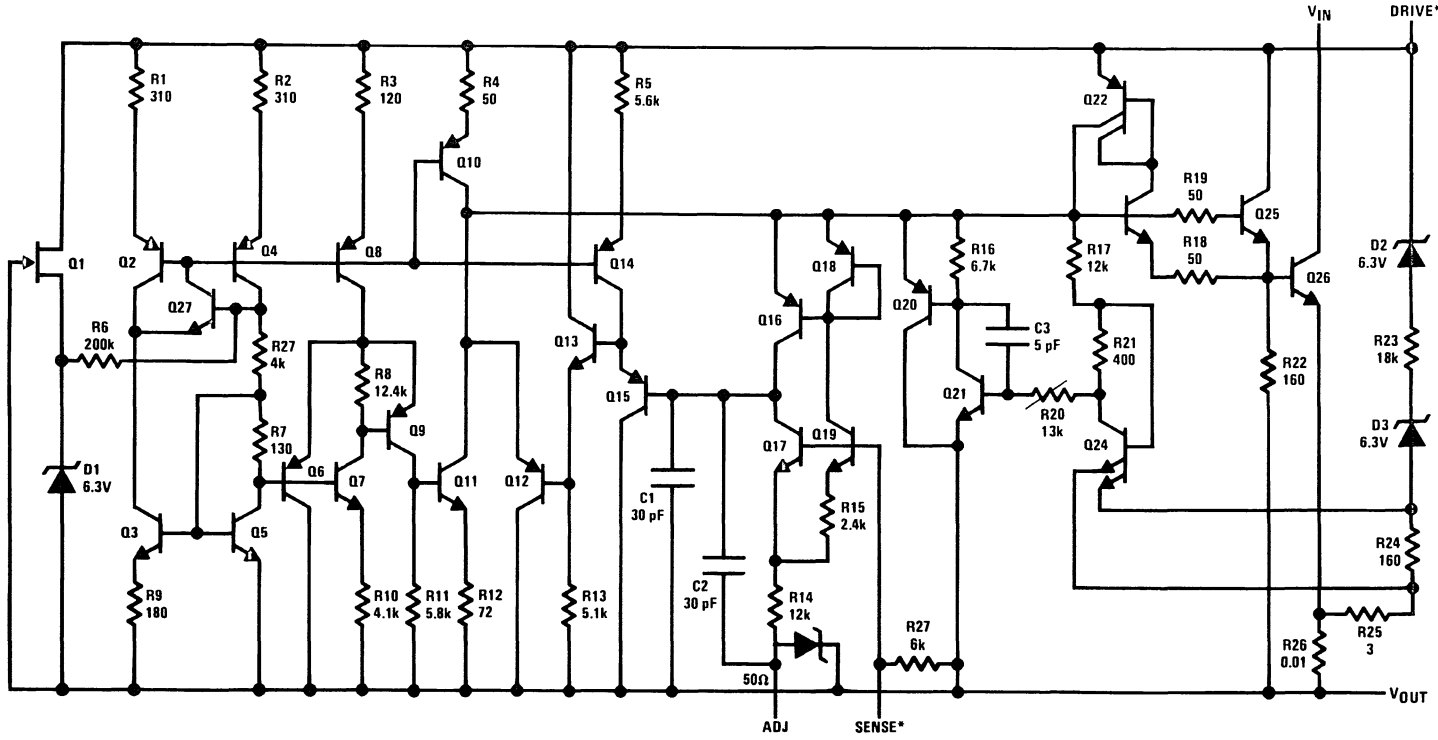 VIN
DRIVE*
R1
310
R2
310
R3
120
R4
50
R5
5.6k
Q22
Q10
R19
50
Q25
R18
50
Q1
Q2
Q4
Q8
Q14
Q18
R16
6.7k
R17
12k
D2
6.3V
Q27
Q20
Q26
R6
200k
R27
4k
Q13
Q16
C3
5 pF
R21
400
R23
18k
R8
12.4k
Q15
Q21
R20
13k
R22
160
R7
130
Q9
Q17
Q19
Q24
D3
6.3V
D1
6.3V
Q6
Q7
Q11
Q12
C1
30 pF
R15
2.4k
Q3
Q5
R24
160
C2
30 pF
R9
180
R10
4.1k
R11
5.8k
R12
72
R13
5.1k
R14
12k
R27
6k
R26
0.01
R25
3
50Ω
VOUT
ADJ
SENSE*